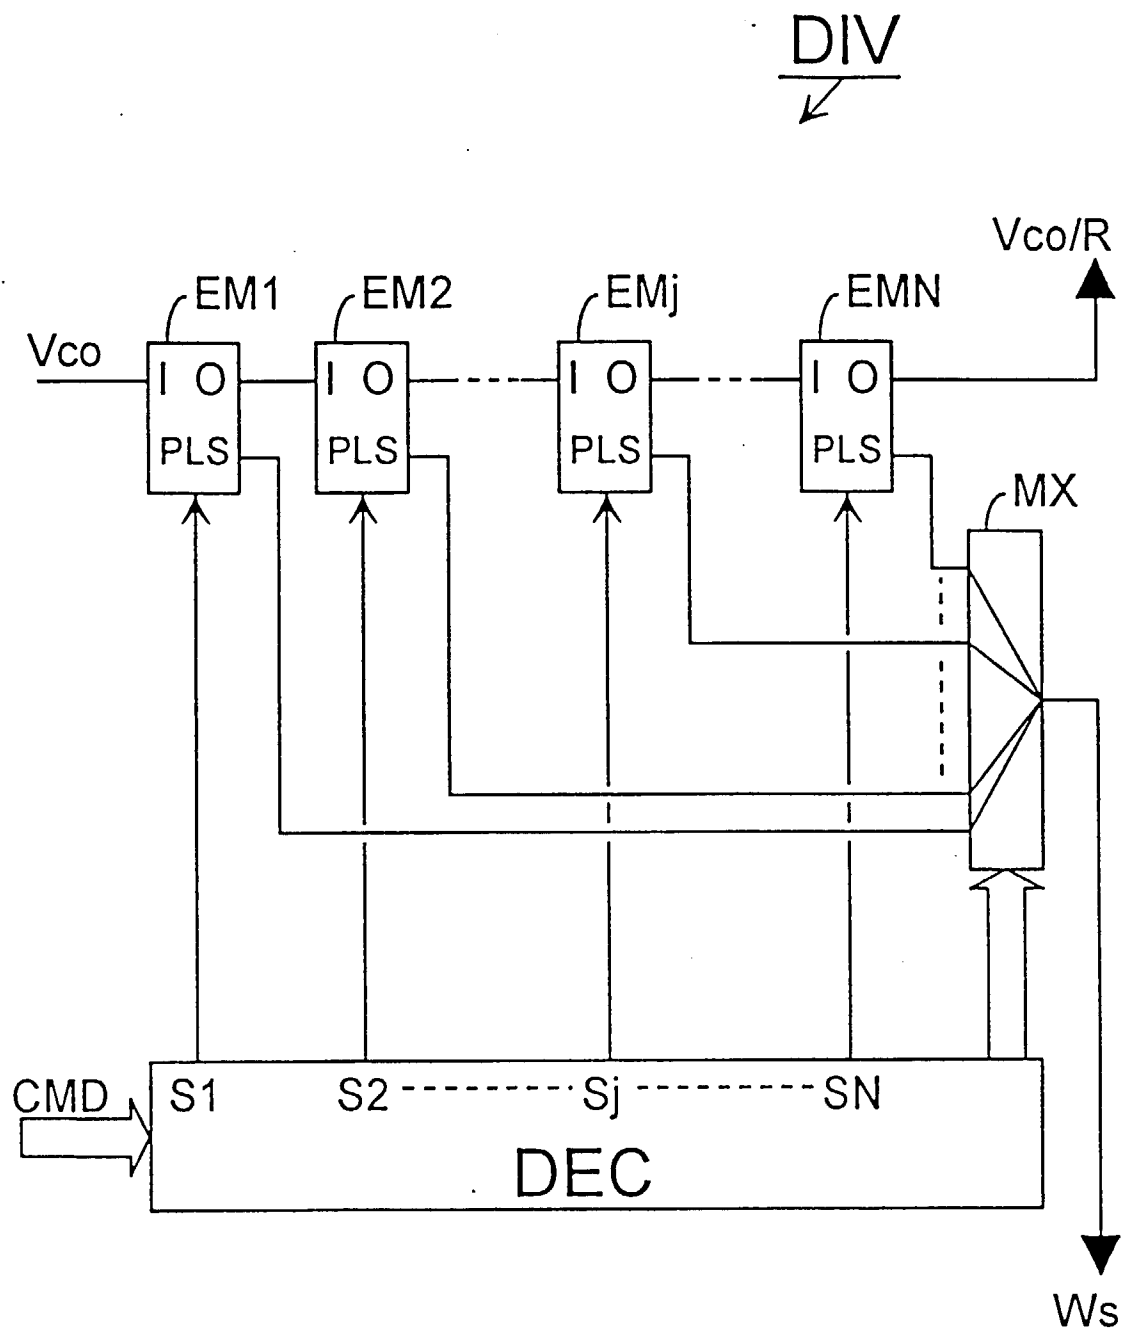 DIV
Vco/R
EM1 EM2 EMj EMN
Vco
I O I O I O I O
PLS PLS PLS PLS
MX
CMD
S1 S2 Sj SN
DEC
Ws